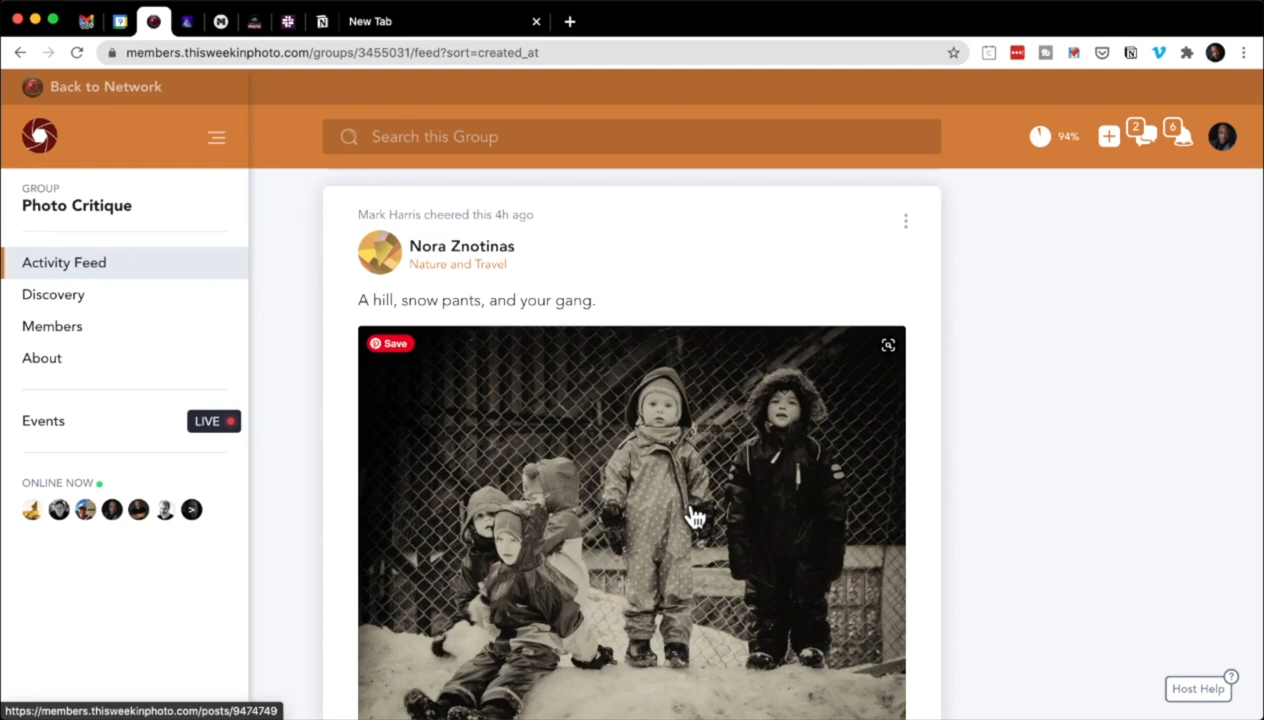 New Tab
members.thisweekinphoto.com/groups/3455031/feed?sort=created_at
Back to Network
Search this Group
94%
2
6
GROUP
Photo Critique
Activity Feed
Discovery
Members
About
Events
LIVE
ONLINE NOW
Mark Harris cheered this 4h ago
Nora Znotinas
Nature and Travel
A hill, snow pants, and your gang.
Save
Host Help
?
https://members.thisweekinphoto.com/posts/9474749